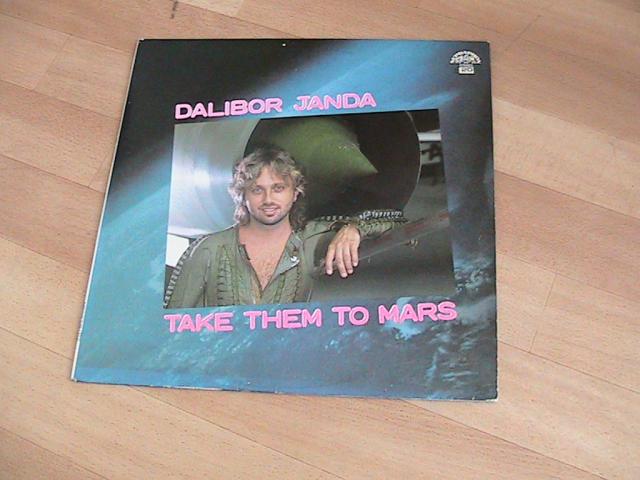 DALIBOR JANDA
TAKE THEM TO MARS